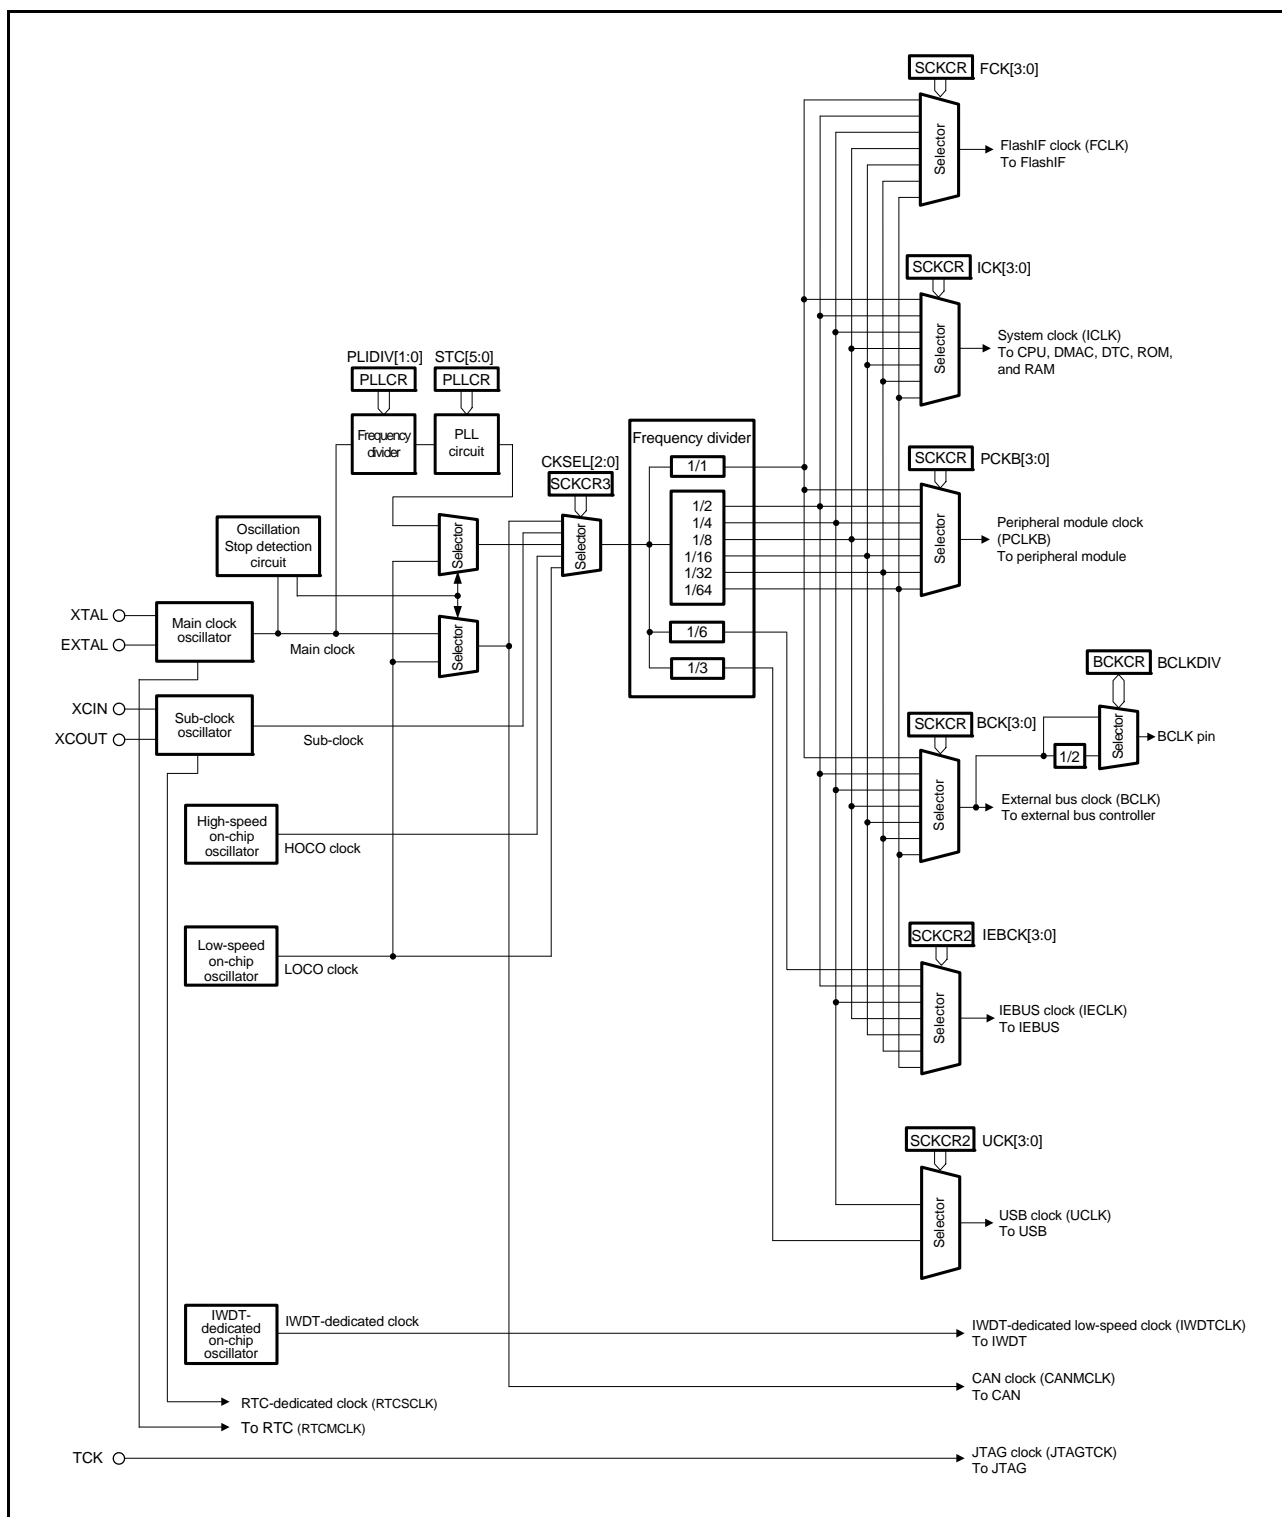 SCKCR FCK[3:0]
Selector
FlashIF clock (FCLK)
To FlashIF
SCKCR ICK[3:0]
Selector
System clock (ICLK)
To CPU, DMAC, DTC, ROM,
and RAM
PLIDIV[1:0] STC[5:0]
PLLCR PLLCR
Frequency
divider
PLL
circuit
CKSEL[2:0]
SCKCR3
Selector
Frequency divider
1/1
1/2
1/4
1/8
1/16
1/32
1/64
1/6
1/3
SCKCR PCKB[3:0]
Selector
Peripheral module clock
(PCLKB)
To peripheral module
Oscillation
Stop detection
circuit
Selector
Selector
XTAL
EXTAL
Main clock
oscillator
Main clock
XCIN
XCOUT
Sub-clock
oscillator
Sub-clock
BCKCR BCLKDIV
Selector
1/2
BCLK pin
SCKCR BCK[3:0]
Selector
External bus clock (BCLK)
To external bus controller
High-speed
on-chip
oscillator
HOCO clock
Low-speed
on-chip
oscillator
LOCO clock
SCKCR2 IEBCK[3:0]
Selector
IEBUS clock (IECLK)
To IEBUS
SCKCR2 UCK[3:0]
Selector
USB clock (UCLK)
To USB
IWDT-
dedicated
on-chip
oscillator
IWDT-dedicated clock
IWDT-dedicated low-speed clock (IWDTCLK)
To IWDT
CAN clock (CANMCLK)
To CAN
RTC-dedicated clock (RTCSCLK)
To RTC (RTCMCLK)
TCK
JTAG clock (JTAGTCK)
To JTAG